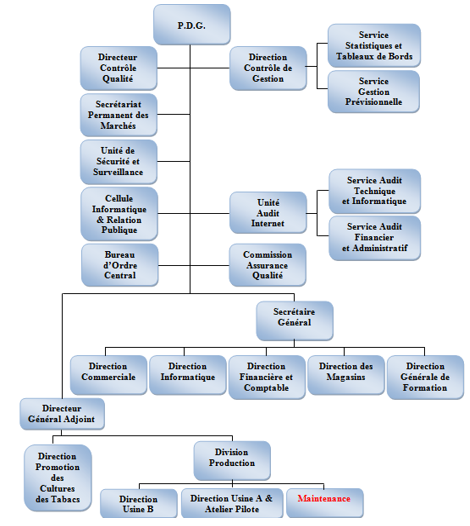 P.D.G.
Directeur
Contrôle
Qualité
Direction
Contrôle de
Gestion
Service
Statistiques et
Tableaux de Bords
Service
Gestion
Prévisionnelle
Secrétariat
Permanent des
Marchés
Unité de
Sécurité et
Surveillance
Cellule
Informatique
& Relation
Publique
Unité
Audit
Internet
Service Audit
Technique
et Informatique
Service Audit
Financier
et Administratif
Bureau
d'Ordre
Central
Commission
Assurance
Qualité
Secrétaire
Général
Direction
Commerciale
Direction
Informatique
Direction
Financière et
Comptable
Direction des
Magasins
Direction
Générale de
Formation
Directeur
Général Adjoint
Direction
Promotion
des
Cultures
des Tabacs
Division
Production
Direction
Usine B
Direction Usine A &
Atelier Pilote
Maintenance